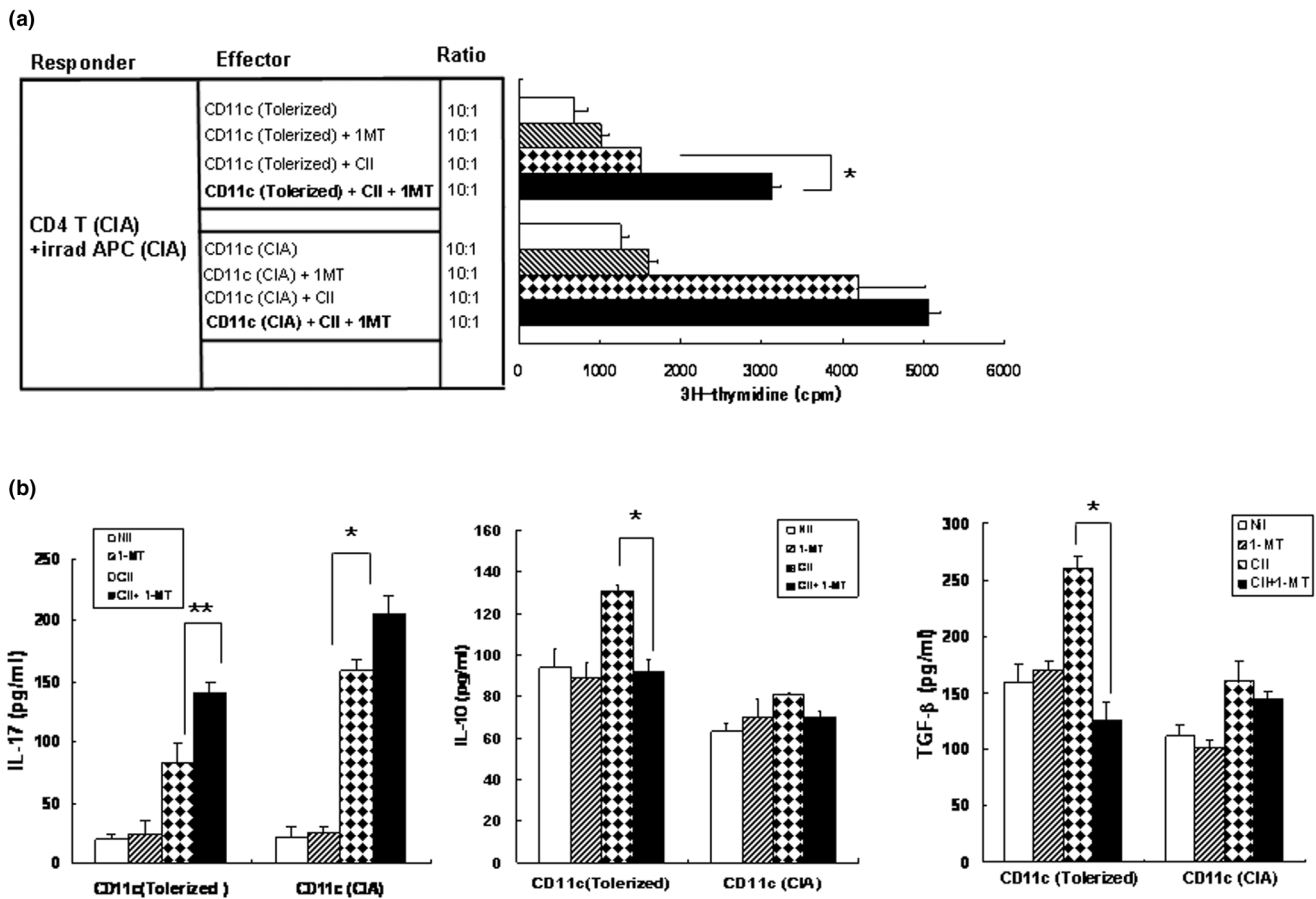 (a)
Responder Effector Ratio
CD4 T (CIA)
+irrad APC (CIA)
CD11c (Tolerized) 10:1
CD11c (Tolerized) + 1MT 10:1
CD11c (Tolerized) + CII 10:1
CD11c (Tolerized) + CII + 1MT 10:1
CD11c (CIA) 10:1
CD11c (CIA) + 1MT 10:1
CD11c (CIA) + CII 10:1
CD11c (CIA) + CII + 1MT 10:1
*
0 1000 2000 3000 4000 5000 6000
3H-thymidine (cpm)
(b)
IL-17 (pg/ml)
250
200
150
100
50
0
Nil
1-MT
CII
CII+ 1-MT
**
*
CD11c(Tolerized ) CD11c (CIA)
IL-10 (pg/ml)
160
140
120
100
80
60
40
20
0
Nil
1-MT
CII
CII+ 1-MT
*
CD11c(Tolerized) CD11c (CIA)
TGF-β (pg/ml)
300
250
200
150
100
50
0
Nil
1-MT
CII
CII+1-MT
*
CD11c (Tolerized) CD11c (CIA)